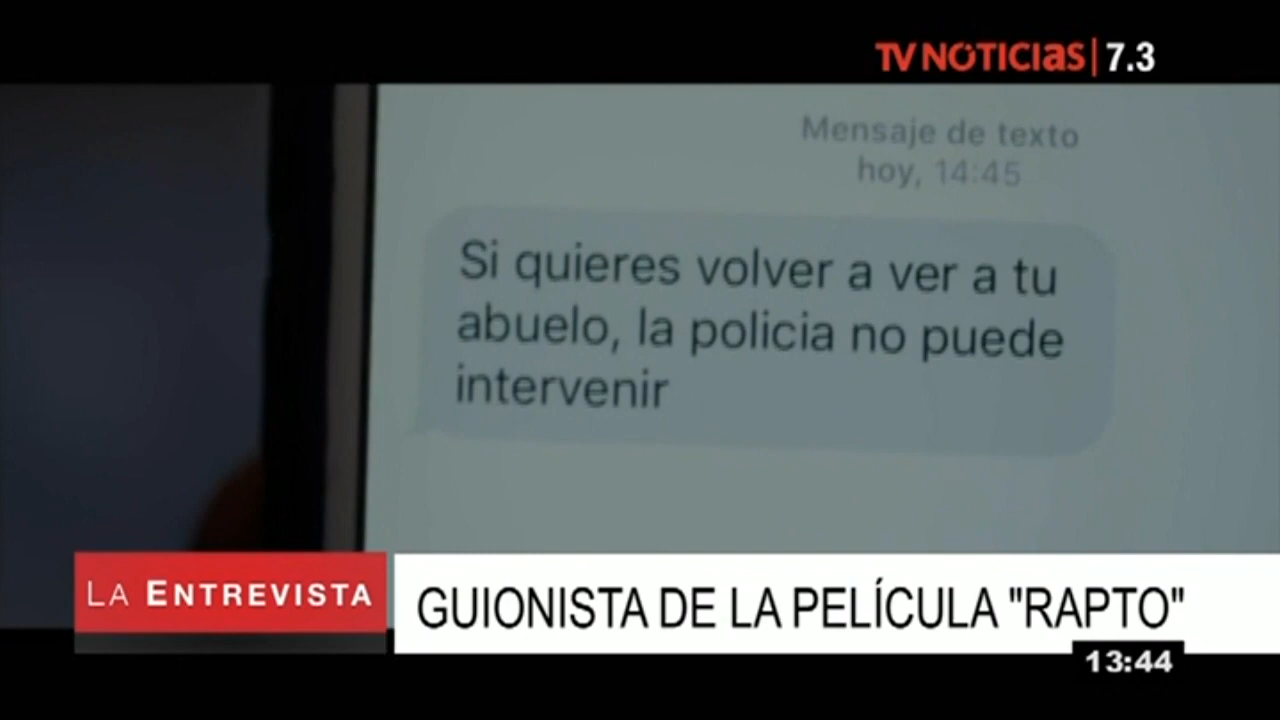 TV NOTICIAS | 7.3
Mensaje de texto
hoy, 14:45
Si quieres volver a ver a tu
abuelo, la policia no puede
intervenir
LA ENTREVISTA
GUIONISTA DE LA PELÍCULA "RAPTO"
13:44